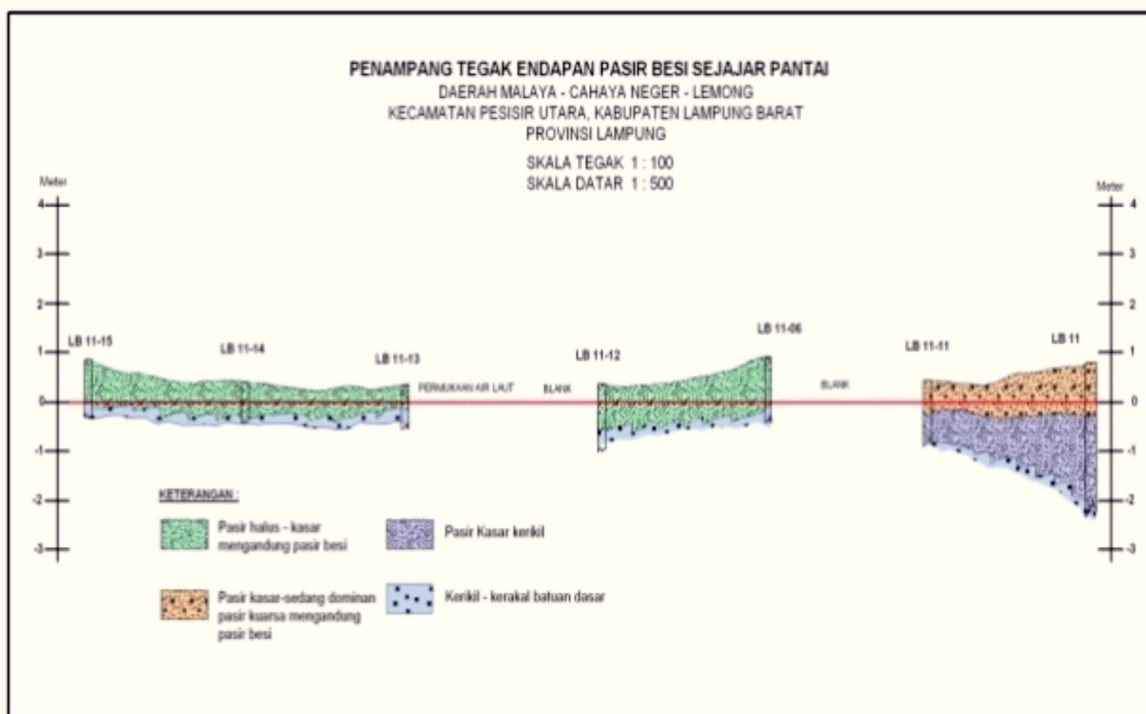 PENAMPANG TEGAK ENDAPAN PASIR BESI SEJAJAR PANTAI
DAERAH MALAYA - CAHAYA NEGER - LEMONG
KECAMATAN PESISIR UTARA, KABUPATEN LAMPUNG BARAT
PROVINSI LAMPUNG
SKALA TEGAK 1 : 100
SKALA DATAR 1 : 500
Meter
4
3
2
1
0
-1
-2
-3
Meter
4
3
2
1
0
-1
-2
-3
LB 11-15
LB 11-14
LB 11-13
LB 11-12
LB 11-06
LB 11-11
LB 11
PERMUKAAN AIR LAUT
BLANK
BLANK
KETERANGAN :
Pasir halus - kasar
mengandung pasir besi
Pasir Kasar kerikil
Pasir kasar-sedang dominan
pasir kuarsa mengandung
pasir besi
Kerikil - kerakal batuan dasar